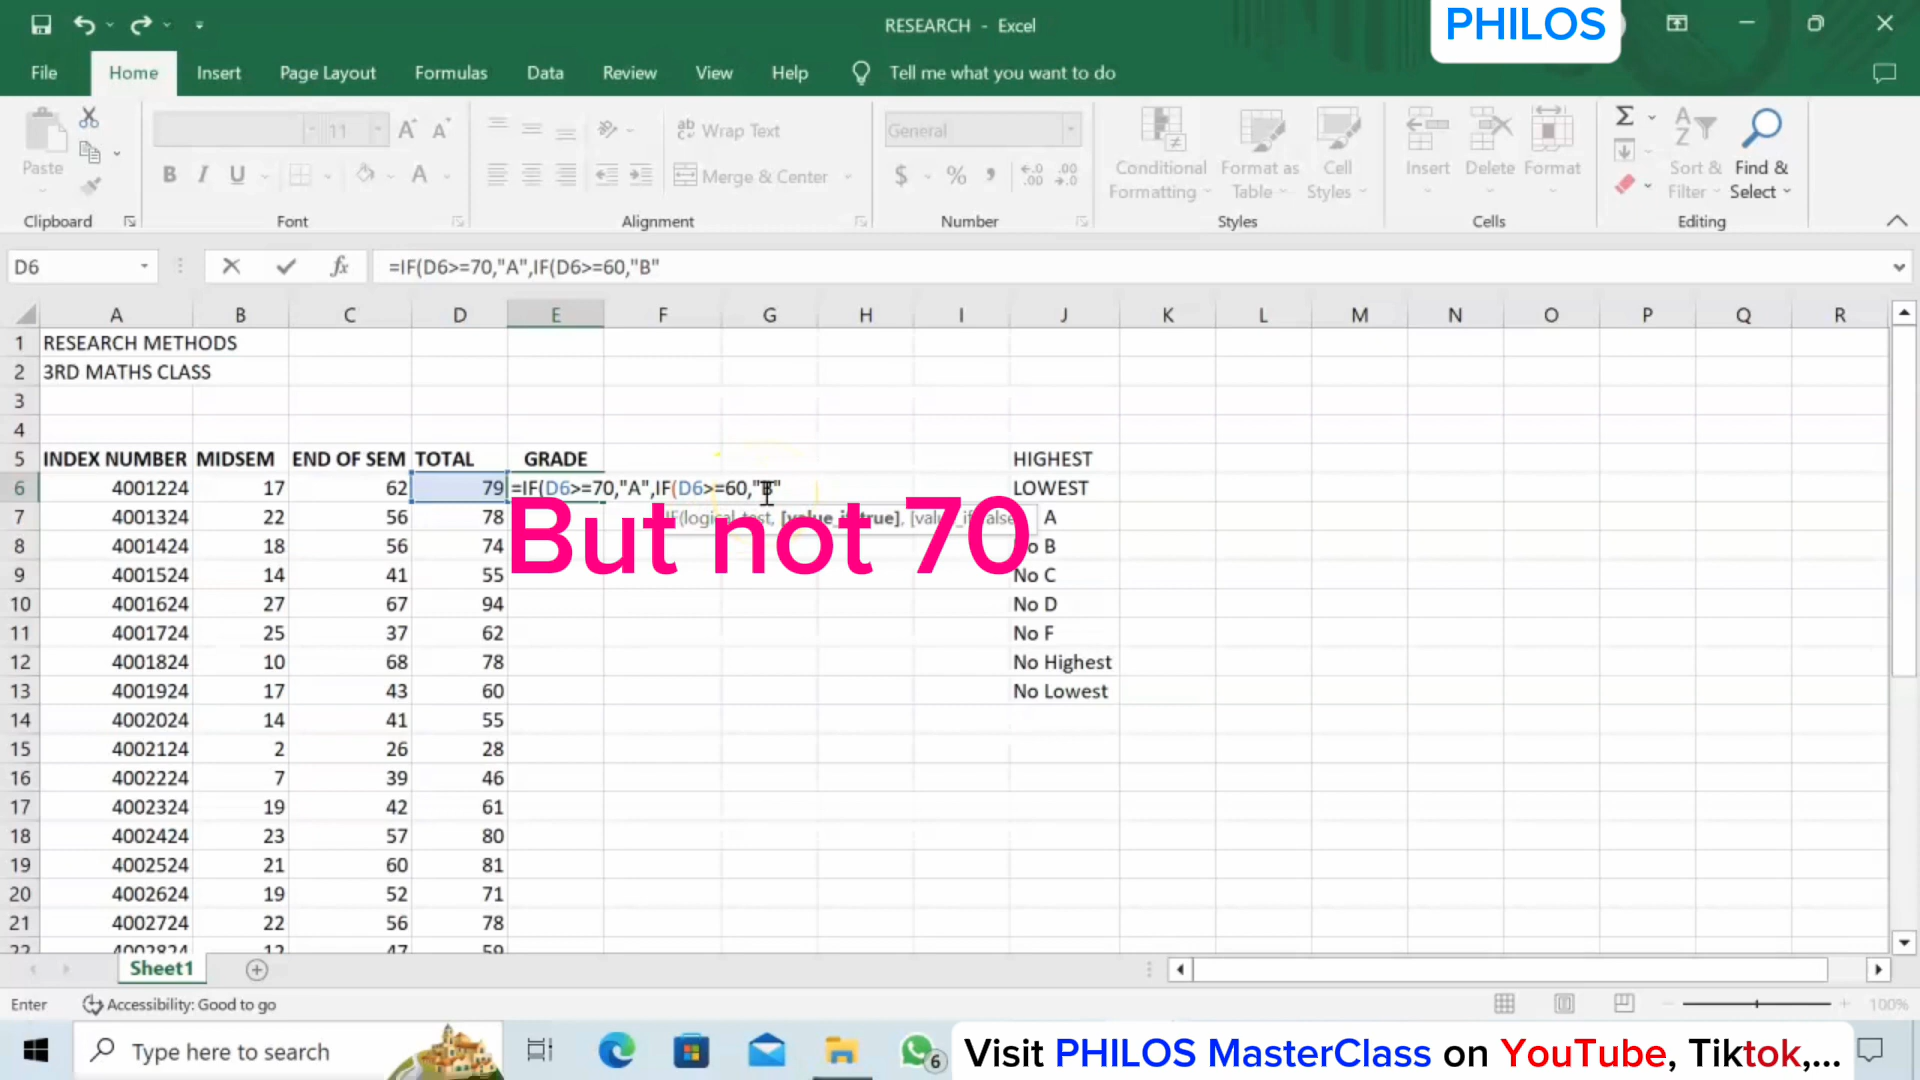 RESEARCH - Excel
PHILOS
File Home Insert Page Layout Formulas Data Review View Help Tell me what you want to do
Paste
Clipboard
11
B I U
Font
Wrap Text
Merge & Center
Alignment
General
$ % ,
Number
Conditional Formatting
Format as Table
Cell Styles
Styles
Insert Delete Format
Cells
Sort & Filter
Find & Select
Editing
D6 =IF(D6>=70,"A",IF(D6>=60,"B"
A B C D E F G H I J K L M N O P Q R
1 RESEARCH METHODS
2 3RD MATHS CLASS
3
4
5 INDEX NUMBER MIDSEM END OF SEM TOTAL GRADE HIGHEST
6 4001224 17 62 79 =IF(D6>=70,"A",IF(D6>=60,"B" LOWEST
7 4001324 22 56 78 A
8 4001424 18 56 74 B
9 4001524 14 41 55 No C
10 4001624 27 67 94 No D
11 4001724 25 37 62 No F
12 4001824 10 68 78 No Highest
13 4001924 17 43 60 No Lowest
14 4002024 14 41 55
15 4002124 2 26 28
16 4002224 7 39 46
17 4002324 19 42 61
18 4002424 23 57 80
19 4002524 21 60 81
20 4002624 19 52 71
21 4002724 22 56 78
22 4002824 12 47 59
But not 70
Sheet1
Enter Accessibility: Good to go 100%
Type here to search
6
Visit PHILOS MasterClass on YouTube, Tiktok,...